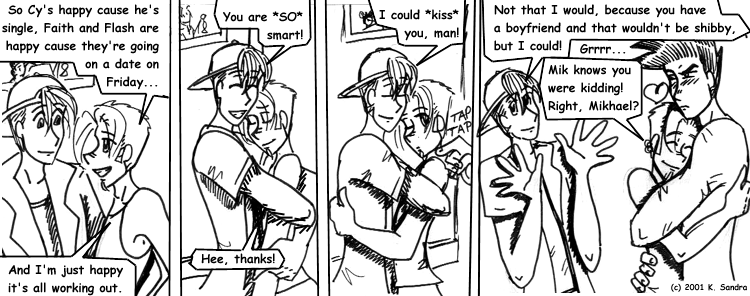 So Cy's happy cause he's
single, Faith and Flash are
happy cause they're going
on a date on
Friday...
And I'm just happy
it's all working out.
You are *SO*
smart!
Hee, thanks!
I could *kiss*
you, man!
TAP
TAP
Not that I would, because you have
a boyfriend and that wouldn't be shibby,
but I could!
Grrrr...
Mik knows you
were kidding!
Right, Mikhael?
(c) 2001 K. Sandra